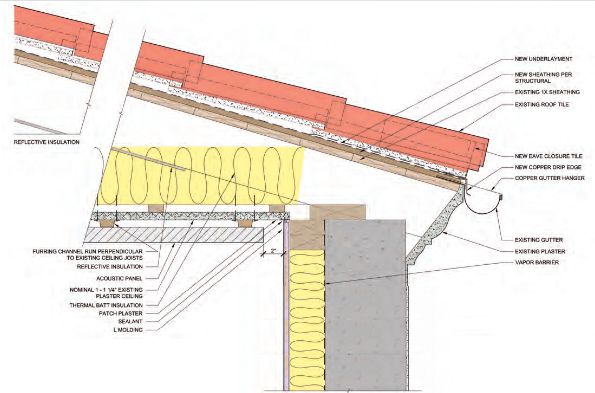 NEW UNDERLAYMENT
NEW SHEATHING PER
STRUCTURAL
EXISTING 1X SHEATHING
EXISTING ROOF TILE
REFLECTIVE INSULATION
NEW EAVE CLOSURE TILE
NEW COPPER DRIP EDGE
COPPER GUTTER HANGER
EXISTING GUTTER
EXISTING PLASTER
VAPOR BARRIER
2"
FURRING CHANNEL RUN PERPENDICULAR
TO EXISTING CEILING JOISTS
REFLECTIVE INSULATION
ACOUSTIC PANEL
NOMINAL 1 - 1 1/4" EXISTING
PLASTER CEILING
THERMAL BATT INSULATION
PATCH PLASTER
SEALANT
L MOLDING